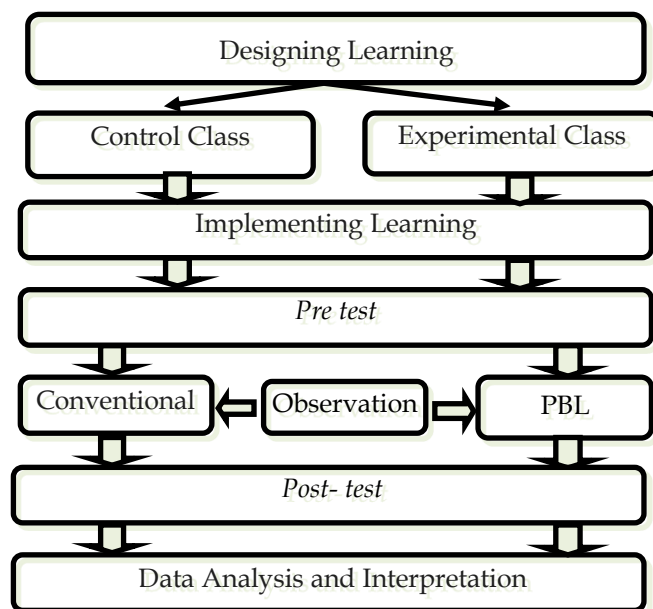 Designing Learning
Control Class
Experimental Class
Implementing Learning
Pre test
Conventional
Observation
PBL
Post- test
Data Analysis and Interpretation